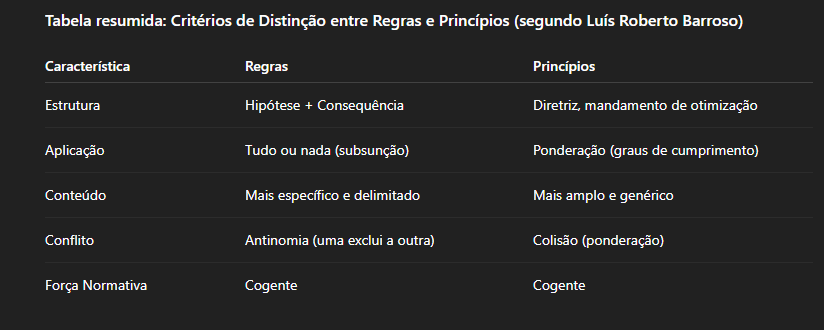 Tabela resumida: Critérios de Distinção entre Regras e Princípios (segundo Luís Roberto Barroso)
Característica Regras Princípios
Estrutura Hipótese + Consequência Diretriz, mandamento de otimização
Aplicação Tudo ou nada (subsunção) Ponderação (graus de cumprimento)
Conteúdo Mais específico e delimitado Mais amplo e genérico
Conflito Antinomia (uma exclui a outra) Colisão (ponderação)
Força Normativa Cogente Cogente